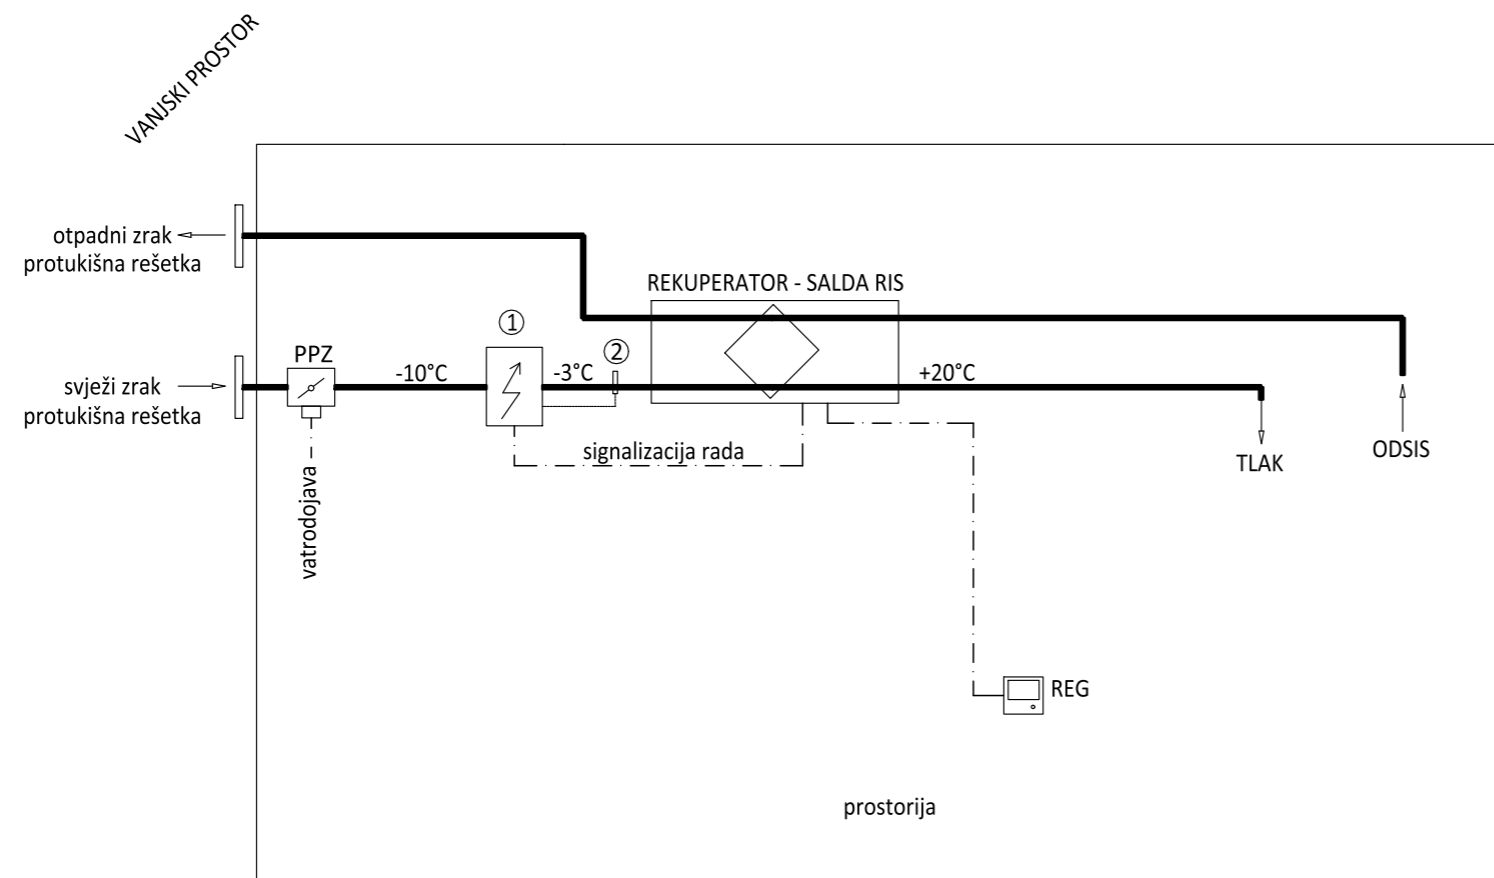 VANJSKI PROSTOR
otpadni zrak
protukišna rešetka
REKUPERATOR - SALDA RIS
1
2
PPZ
svježi zrak
protukišna rešetka
-10°C
-3°C
+20°C
signalizacija rada
TLAK
ODSIS
vatrodojava
REG
prostorija